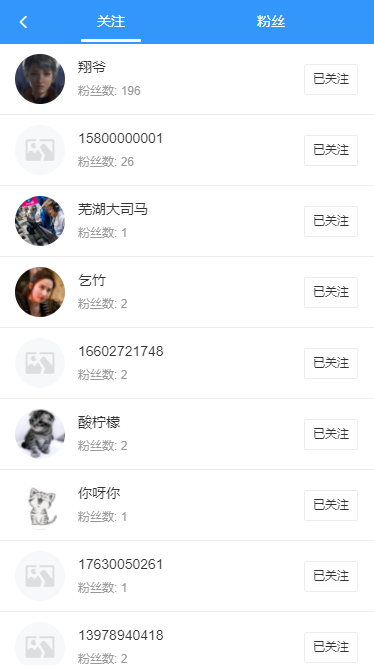 关注 粉丝
翔爷
粉丝数: 196
已关注
15800000001
粉丝数: 26
已关注
芜湖大司马
粉丝数: 1
已关注
乞竹
粉丝数: 2
已关注
16602721748
粉丝数: 2
已关注
酸柠檬
粉丝数: 2
已关注
你呀你
粉丝数: 1
已关注
17630050261
粉丝数: 1
已关注
13978940418
粉丝数: 2
已关注